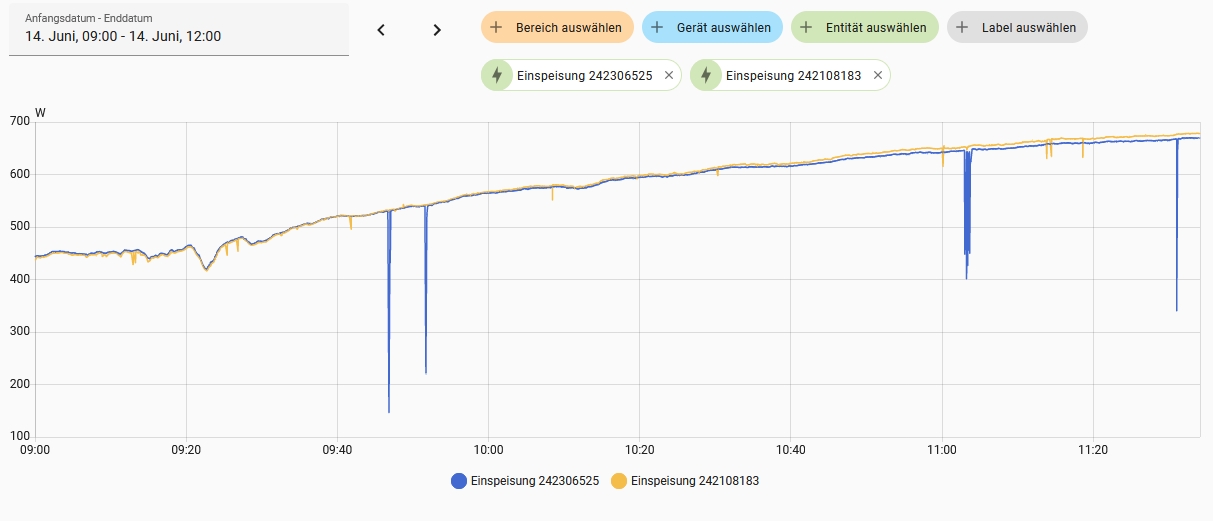 Anfangsdatum - Enddatum
14. Juni, 09:00 - 14. Juni, 12:00
Bereich auswählen
Gerät auswählen
Entität auswählen
Label auswählen
Einspeisung 242306525
Einspeisung 242108183
W
700
600
500
400
300
200
100
09:00 09:20 09:40 10:00 10:20 10:40 11:00 11:20
Einspeisung 242306525 Einspeisung 242108183